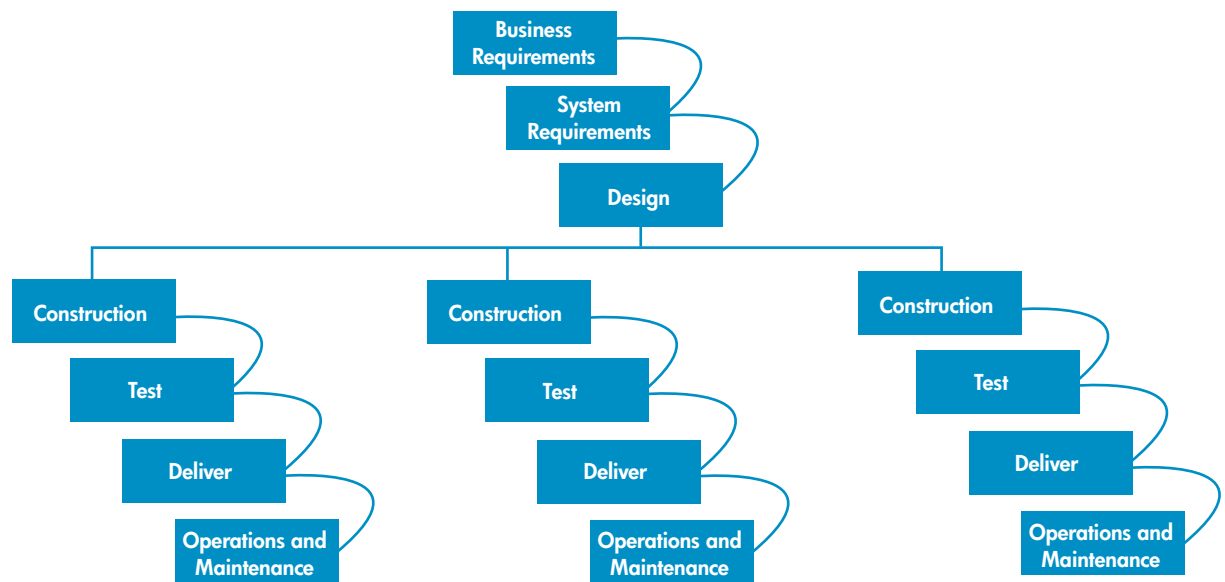 Business
Requirements
System
Requirements
Design
Construction
Test
Deliver
Operations and
Maintenance
Construction
Test
Deliver
Operations and
Maintenance
Construction
Test
Deliver
Operations and
Maintenance